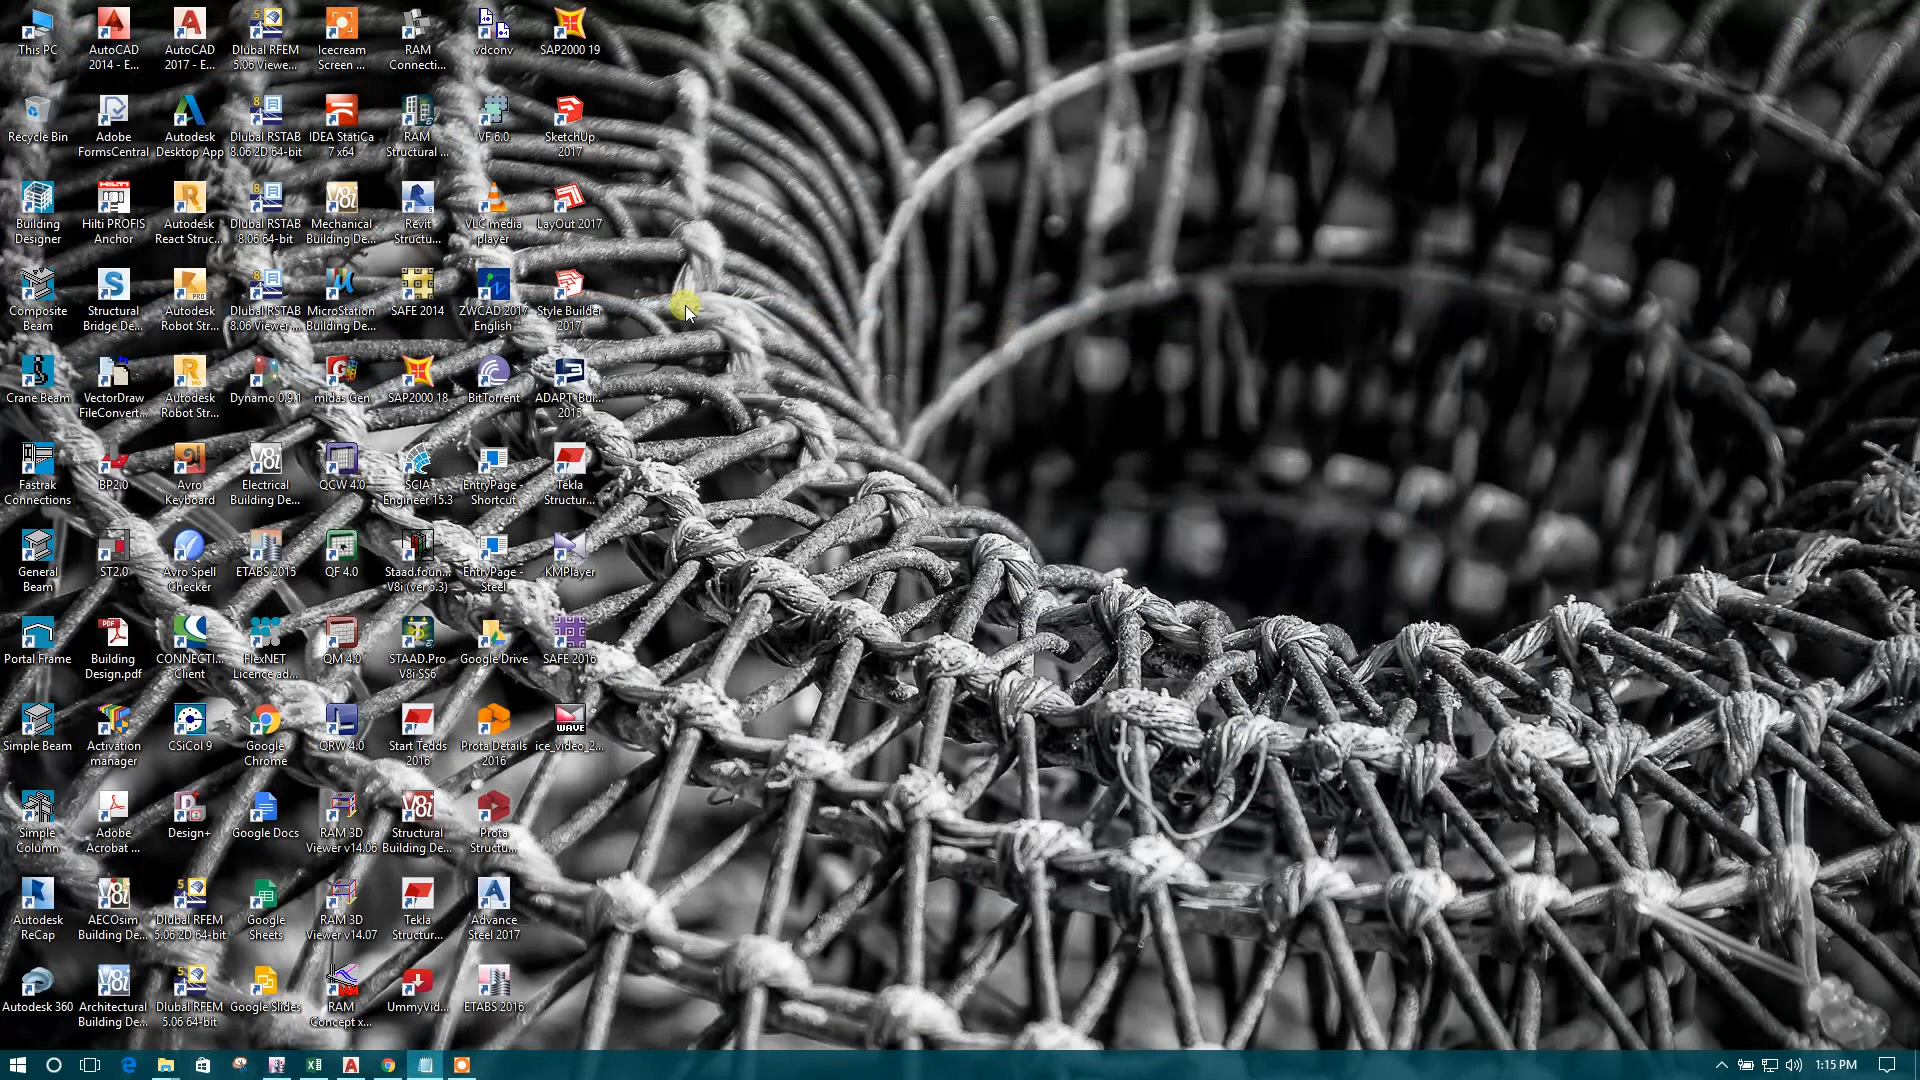 This PC
AutoCAD
2014 - E...
AutoCAD
2017 - E...
Dlubal RFEM
5.06 Viewe...
Icecream
Screen ...
RAM
Connecti...
vdconv
SAP2000 19
Recycle Bin
Adobe
FormsCentral
Autodesk
Desktop App
Dlubal RSTAB
8.06 2D 64-bit
IDEA StatiCa
7 x64
RAM
Structural ...
VF 6.0
SketchUp
2017
Building
Designer
Hilti PROFIS
Anchor
Autodesk
React Struc...
Dlubal RSTAB
8.06 64-bit
Mechanical
Building De...
Revit
Structu...
VLC media
player
LayOut 2017
Composite
Beam
Structural
Bridge De...
Autodesk
Robot Str...
Dlubal RSTAB
8.06 Viewer ...
MicroStation
Building De...
SAFE 2014
ZWCAD 2017
English
Style Builder
2017
Crane Beam
VectorDraw
FileConvert...
Autodesk
Robot Str...
Dynamo 0.9.1
midas Gen
SAP2000 18
BitTorrent
ADAPT-Bui...
2015
Fastrak
Connections
BP2.0
Avro
Keyboard
Electrical
Building De...
QCW 4.0
SCIA
Engineer 15.3
EntryPage -
Shortcut
Tekla
Structur...
General
Beam
ST2.0
Avro Spell
Checker
ETABS 2015
QF 4.0
Staad.foun...
V8i (ver 5.3)
EntryPage -
Steel
KMPlayer
Portal Frame
Building
Design.pdf
CONNECTI...
Client
FlexNET
Licence ad...
QM 4.0
STAAD.Pro
V8i SS6
Google Drive
SAFE 2016
Simple Beam
Activation
manager
CSiCol 9
Google
Chrome
QRW 4.0
Start Tedds
2016
Prota Details
2016
ice_video_2...
Simple
Column
Adobe
Acrobat ...
Design+
Google Docs
RAM 3D
Viewer v14.06
Structural
Building De...
Prota
Structu...
Autodesk
ReCap
AECOsim
Building De...
Dlubal RFEM
5.06 2D 64-bit
Google
Sheets
RAM 3D
Viewer v14.07
Tekla
Structur...
Advance
Steel 2017
Autodesk 360
Architectural
Building De...
Dlubal RFEM
5.06 64-bit
Google Slides
RAM
Concept x...
UmmyVid...
ETABS 2016
1:15 PM